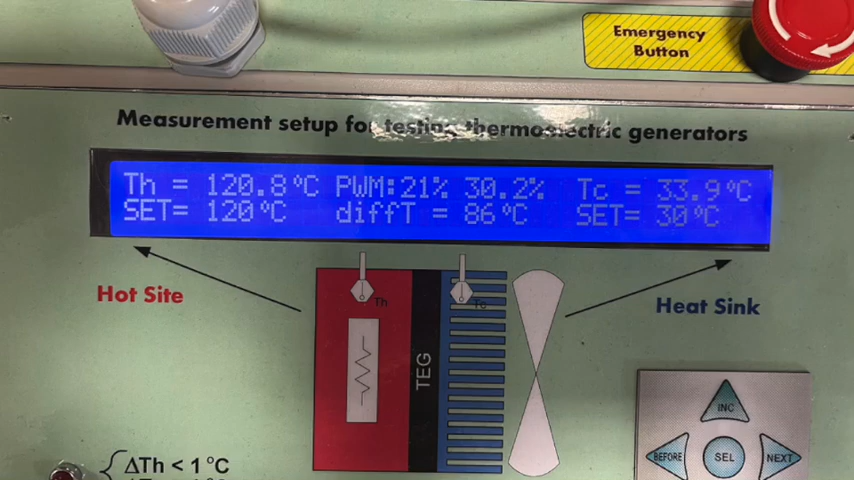 Emergency
Button
Measurement setup for testing thermoelectric generators
Th = 120.8°C PWM:21% 30.2% Tc = 33.9°C
SET= 120°C diffT = 86°C SET= 30°C
Hot Site
Heat Sink
Th
Tc
TEG
INC
BEFORE
SEL
NEXT
ΔTh < 1°C